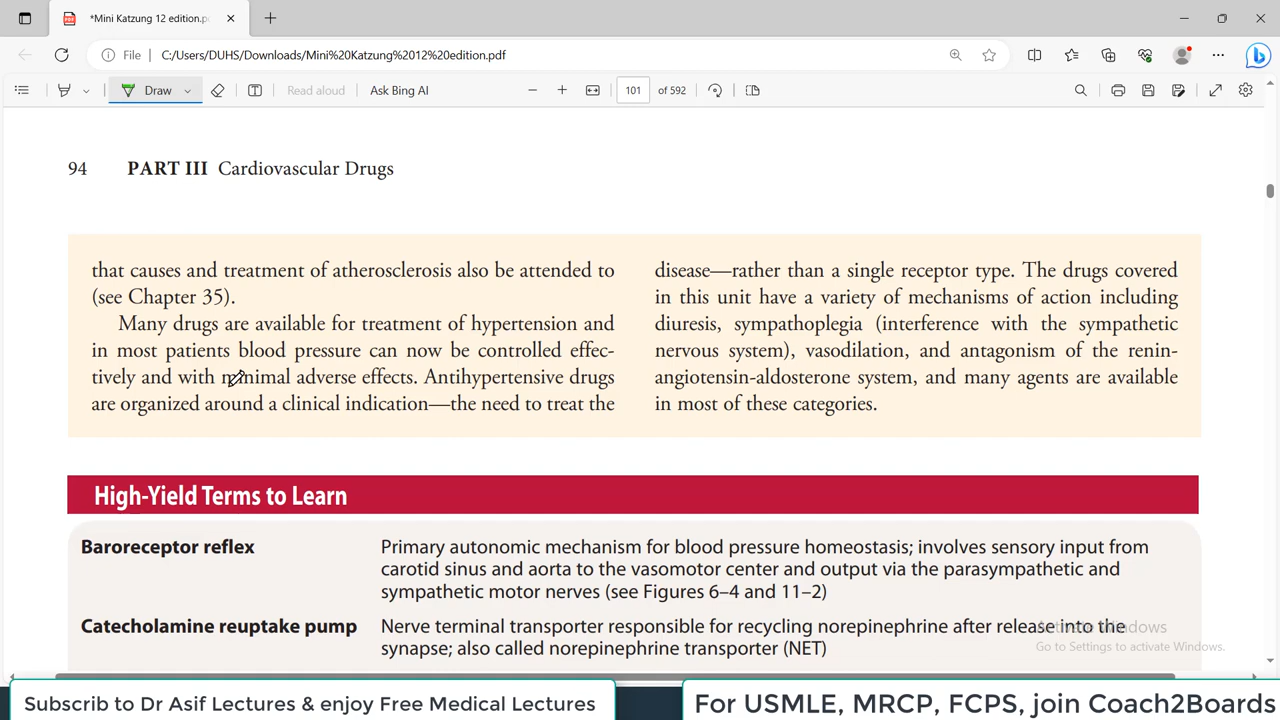 *Mini Katzung 12 edition.p
File
C:/Users/DUHS/Downloads/Mini%20Katzung%2012%20edition.pdf
Draw
Read aloud
Ask Bing AI
101 of 592
94 PART III Cardiovascular Drugs
that causes and treatment of atherosclerosis also be attended to
(see Chapter 35).
Many drugs are available for treatment of hypertension and
in most patients blood pressure can now be controlled effec-
tively and with minimal adverse effects. Antihypertensive drugs
are organized around a clinical indication—the need to treat the
disease—rather than a single receptor type. The drugs covered
in this unit have a variety of mechanisms of action including
diuresis, sympathoplegia (interference with the sympathetic
nervous system), vasodilation, and antagonism of the renin-
angiotensin-aldosterone system, and many agents are available
in most of these categories.
High-Yield Terms to Learn
Baroreceptor reflex
Primary autonomic mechanism for blood pressure homeostasis; involves sensory input from
carotid sinus and aorta to the vasomotor center and output via the parasympathetic and
sympathetic motor nerves (see Figures 6–4 and 11–2)
Catecholamine reuptake pump
Nerve terminal transporter responsible for recycling norepinephrine after release into the
synapse; also called norepinephrine transporter (NET)
Activate Windows
Go to Settings to activate Windows.
Subscrib to Dr Asif Lectures & enjoy Free Medical Lectures
For USMLE, MRCP, FCPS, join Coach2Boards